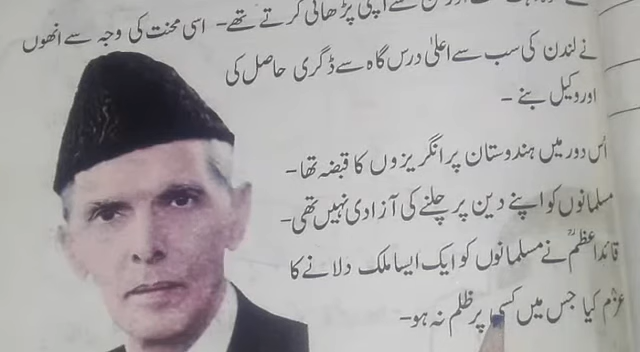 اپنی پڑھائی کرتے تھے۔ اسی محنت کی وجہ سے انھوں
نے لندن کی سب سے اعلیٰ درس گاہ سے ڈگری حاصل کی
اور وکیل بنے۔
اُس دور میں ہندوستان پر انگریزوں کا قبضہ تھا۔
مسلمانوں کو اپنے دین پر چلنے کی آزادی نہیں تھی۔
قائداعظمؒ نے مسلمانوں کو ایک ایسا ملک دلانے کا
عزم کیا جس میں کسی پر ظلم نہ ہو۔